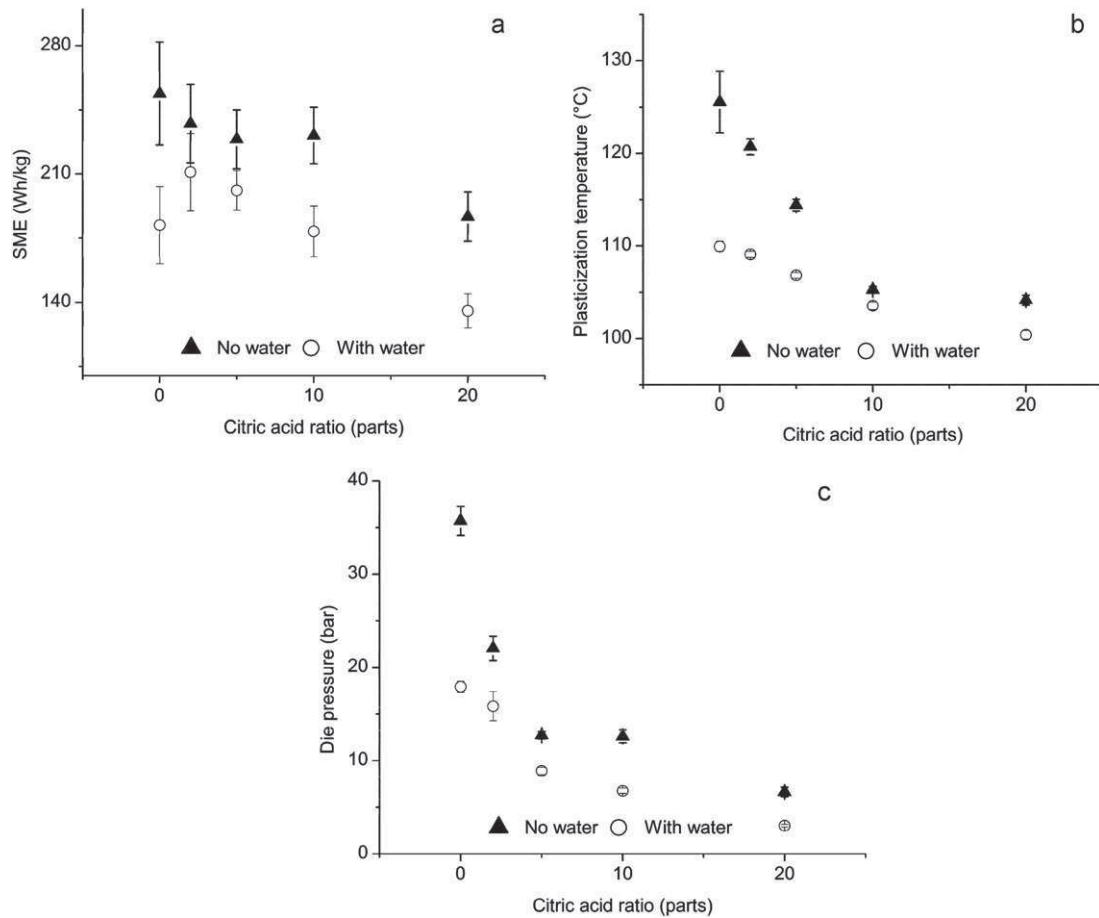 a
280
210
140
SME (Wh/kg)
No water
With water
0
10
20
Citric acid ratio (parts)
b
130
120
110
100
Plasticization temperature (°C)
No water
With water
0
10
20
Citric acid ratio (parts)
c
40
30
20
10
0
Die pressure (bar)
No water
With water
0
10
20
Citric acid ratio (parts)